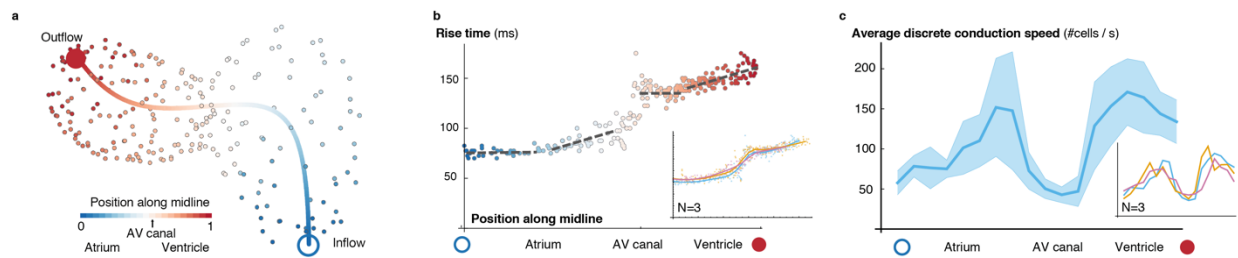 a
Outflow
Position along midline
0
1
AV canal
Atrium
Ventricle
Inflow
b
Rise time (ms)
150
100
50
N=3
Position along midline
Atrium
AV canal
Ventricle
c
Average discrete conduction speed (#cells / s)
200
150
100
50
N=3
Atrium
AV canal
Ventricle